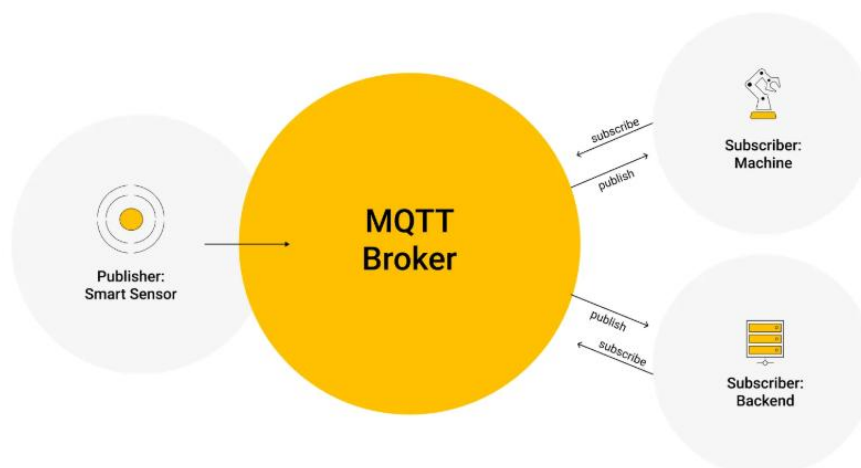 MQTT
Broker
Publisher:
Smart Sensor
subscribe
publish
Subscriber:
Machine
publish
subscribe
Subscriber:
Backend